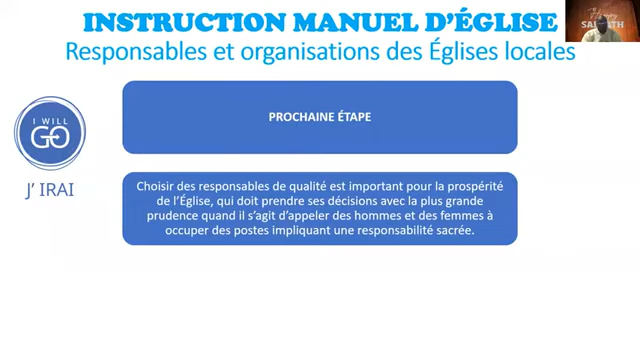 INSTRUCTION MANUEL D'ÉGLISE
Responsables et organisations des Églises locales
PROCHAINE ÉTAPE
I WILL
GO
J' IRAI
Choisir des responsables de qualité est important pour la prospérité
de l'Église, qui doit prendre ses décisions avec la plus grande
prudence quand il s'agit d'appeler des hommes et des femmes à
occuper des postes impliquant une responsabilité sacrée.